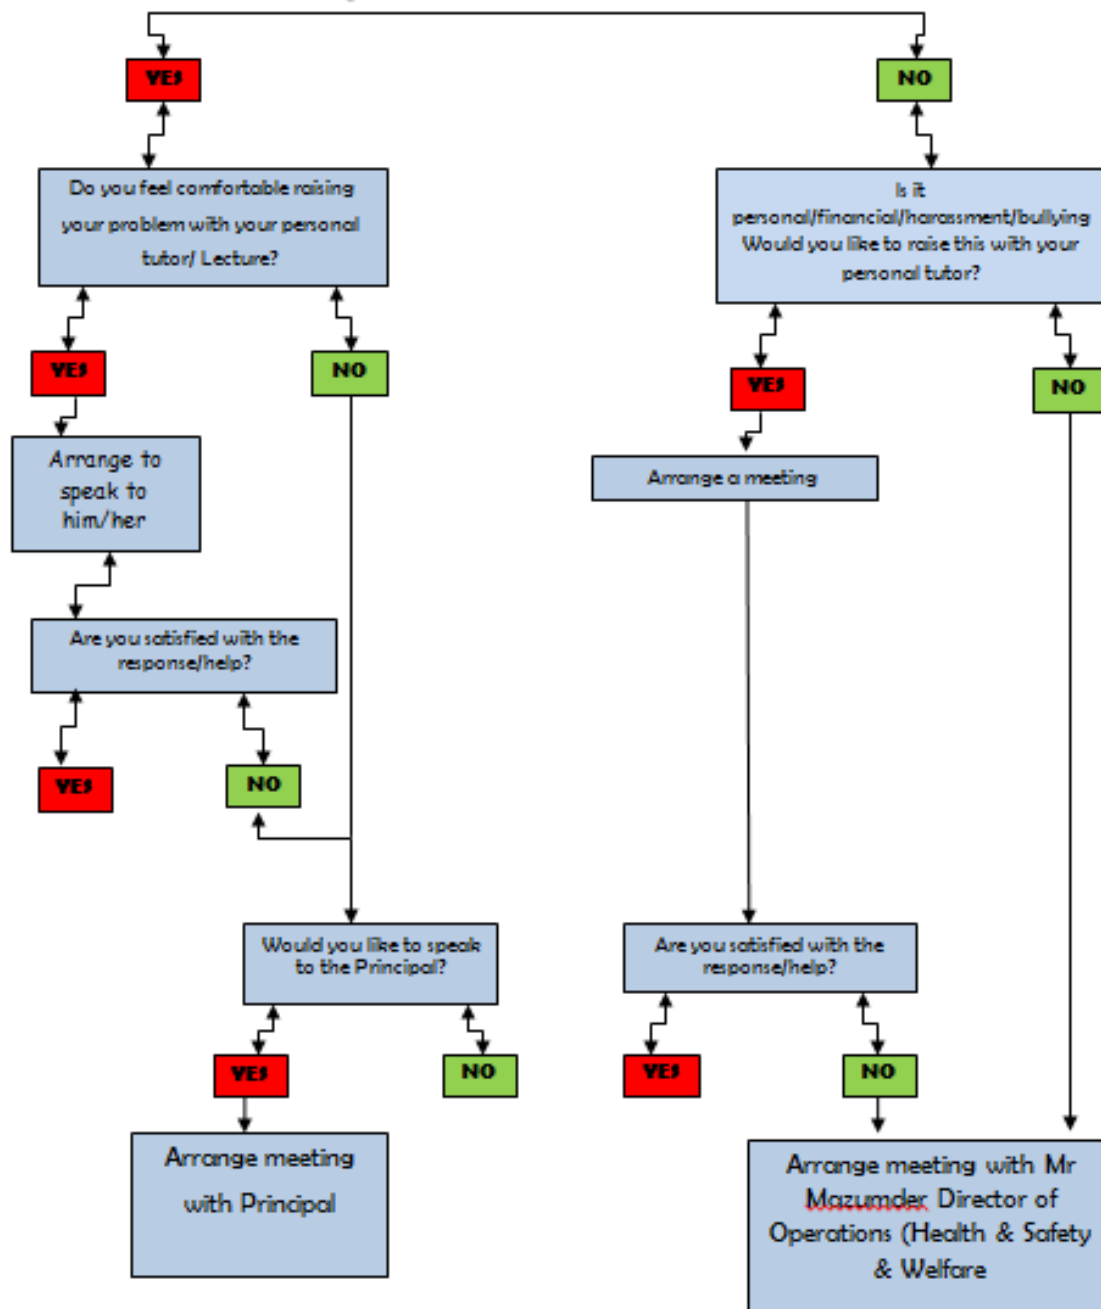 YES
NO
Do you feel comfortable raising
your problem with your personal
tutor/ Lecture?
Is it
personal/financial/harassment/bullying
Would you like to raise this with your
personal tutor?
YES
NO
YES
NO
Arrange to
speak to
him/her
Arrange a meeting
Are you satisfied with the
response/help?
YES
NO
Would you like to speak
to the Principal?
Are you satisfied with the
response/help?
YES
NO
YES
NO
Arrange meeting
with Principal
Arrange meeting with Mr
Mazumder Director of
Operations (Health & Safety
& Welfare